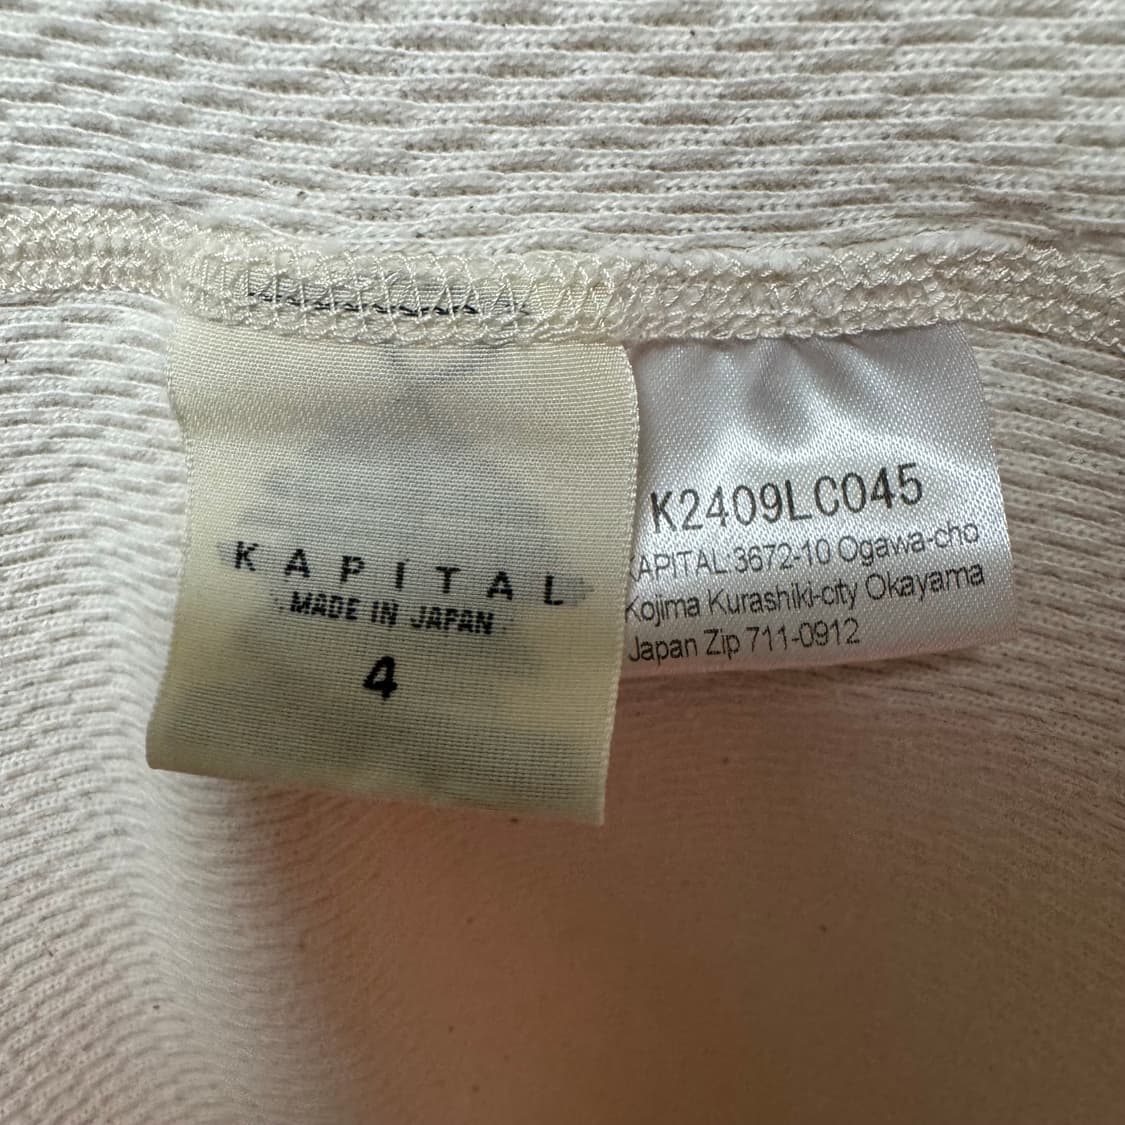 KAPITAL
MADE IN JAPAN
4
K2409LC045
KAPITAL 3672-10 Ogawa-cho
Kojima Kurashiki-city Okayama
Japan Zip 711-0912